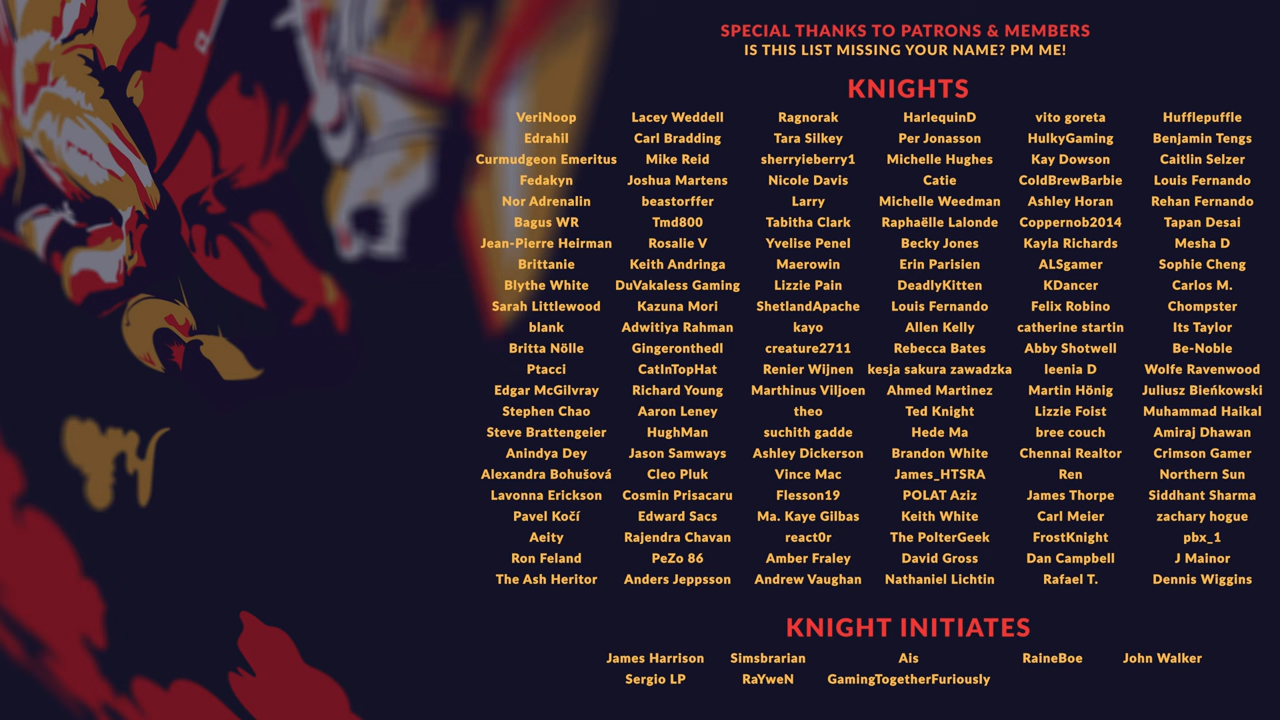 SPECIAL THANKS TO PATRONS & MEMBERS
IS THIS LIST MISSING YOUR NAME? PM ME!
KNIGHTS
VeriNoop Lacey Weddell Ragnorak HarlequinD vito goreta Hufflepuffle
Edrahil Carl Bradding Tara Silkey Per Jonasson HulkyGaming Benjamin Tengs
Curmudgeon Emeritus Mike Reid sherryieberry1 Michelle Hughes Kay Dowson Caitlin Selzer
Fedakyn Joshua Martens Nicole Davis Catie ColdBrewBarbie Louis Fernando
Nor Adrenalin beastorffer Larry Michelle Weedman Ashley Horan Rehan Fernando
Bagus WR Tmd800 Tabitha Clark Raphaëlle Lalonde Coppernob2014 Tapan Desai
Jean-Pierre Heirman Rosalie V Yvelise Penel Becky Jones Kayla Richards Mesha D
Brittanie Keith Andringa Maerowin Erin Parisien ALSgamer Sophie Cheng
Blythe White DuVakaless Gaming Lizzie Pain DeadlyKitten KDancer Carlos M.
Sarah Littlewood Kazuna Mori ShetlandApache Louis Fernando Felix Robino Chompster
blank Adwitiya Rahman kayo Allen Kelly catherine startin Its Taylor
Britta Nölle Gingeronthedl creature2711 Rebecca Bates Abby Shotwell Be-Noble
Ptacci CatInTopHat Renier Wijnen kesja sakura zawadzka leenia D Wolfe Ravenwood
Edgar McGilvray Richard Young Marthinus Viljoen Ahmed Martinez Martin Hönig Juliusz Bieńkowski
Stephen Chao Aaron Leney theo Ted Knight Lizzie Foist Muhammad Haikal
Steve Brattengeier HughMan suchith gadde Hede Ma bree couch Amiraj Dhawan
Anindya Dey Jason Samways Ashley Dickerson Brandon White Chennai Realtor Crimson Gamer
Alexandra Bohušová Cleo Pluk Vince Mac James_HTSRA Ren Northern Sun
Lavonna Erickson Cosmin Prisacaru Flesson19 POLAT Aziz James Thorpe Siddhant Sharma
Pavel Kočí Edward Sacs Ma. Kaye Gilbas Keith White Carl Meier zachary hogue
Aeity Rajendra Chavan react0r The PolterGeek FrostKnight pbx_1
Ron Feland PeZo 86 Amber Fraley David Gross Dan Campbell J Mainor
The Ash Heritor Anders Jeppsson Andrew Vaughan Nathaniel Lichtin Rafael T. Dennis Wiggins
KNIGHT INITIATES
James Harrison Simsbrarian Ais RaineBoe John Walker
Sergio LP RaYweN GamingTogetherFuriously